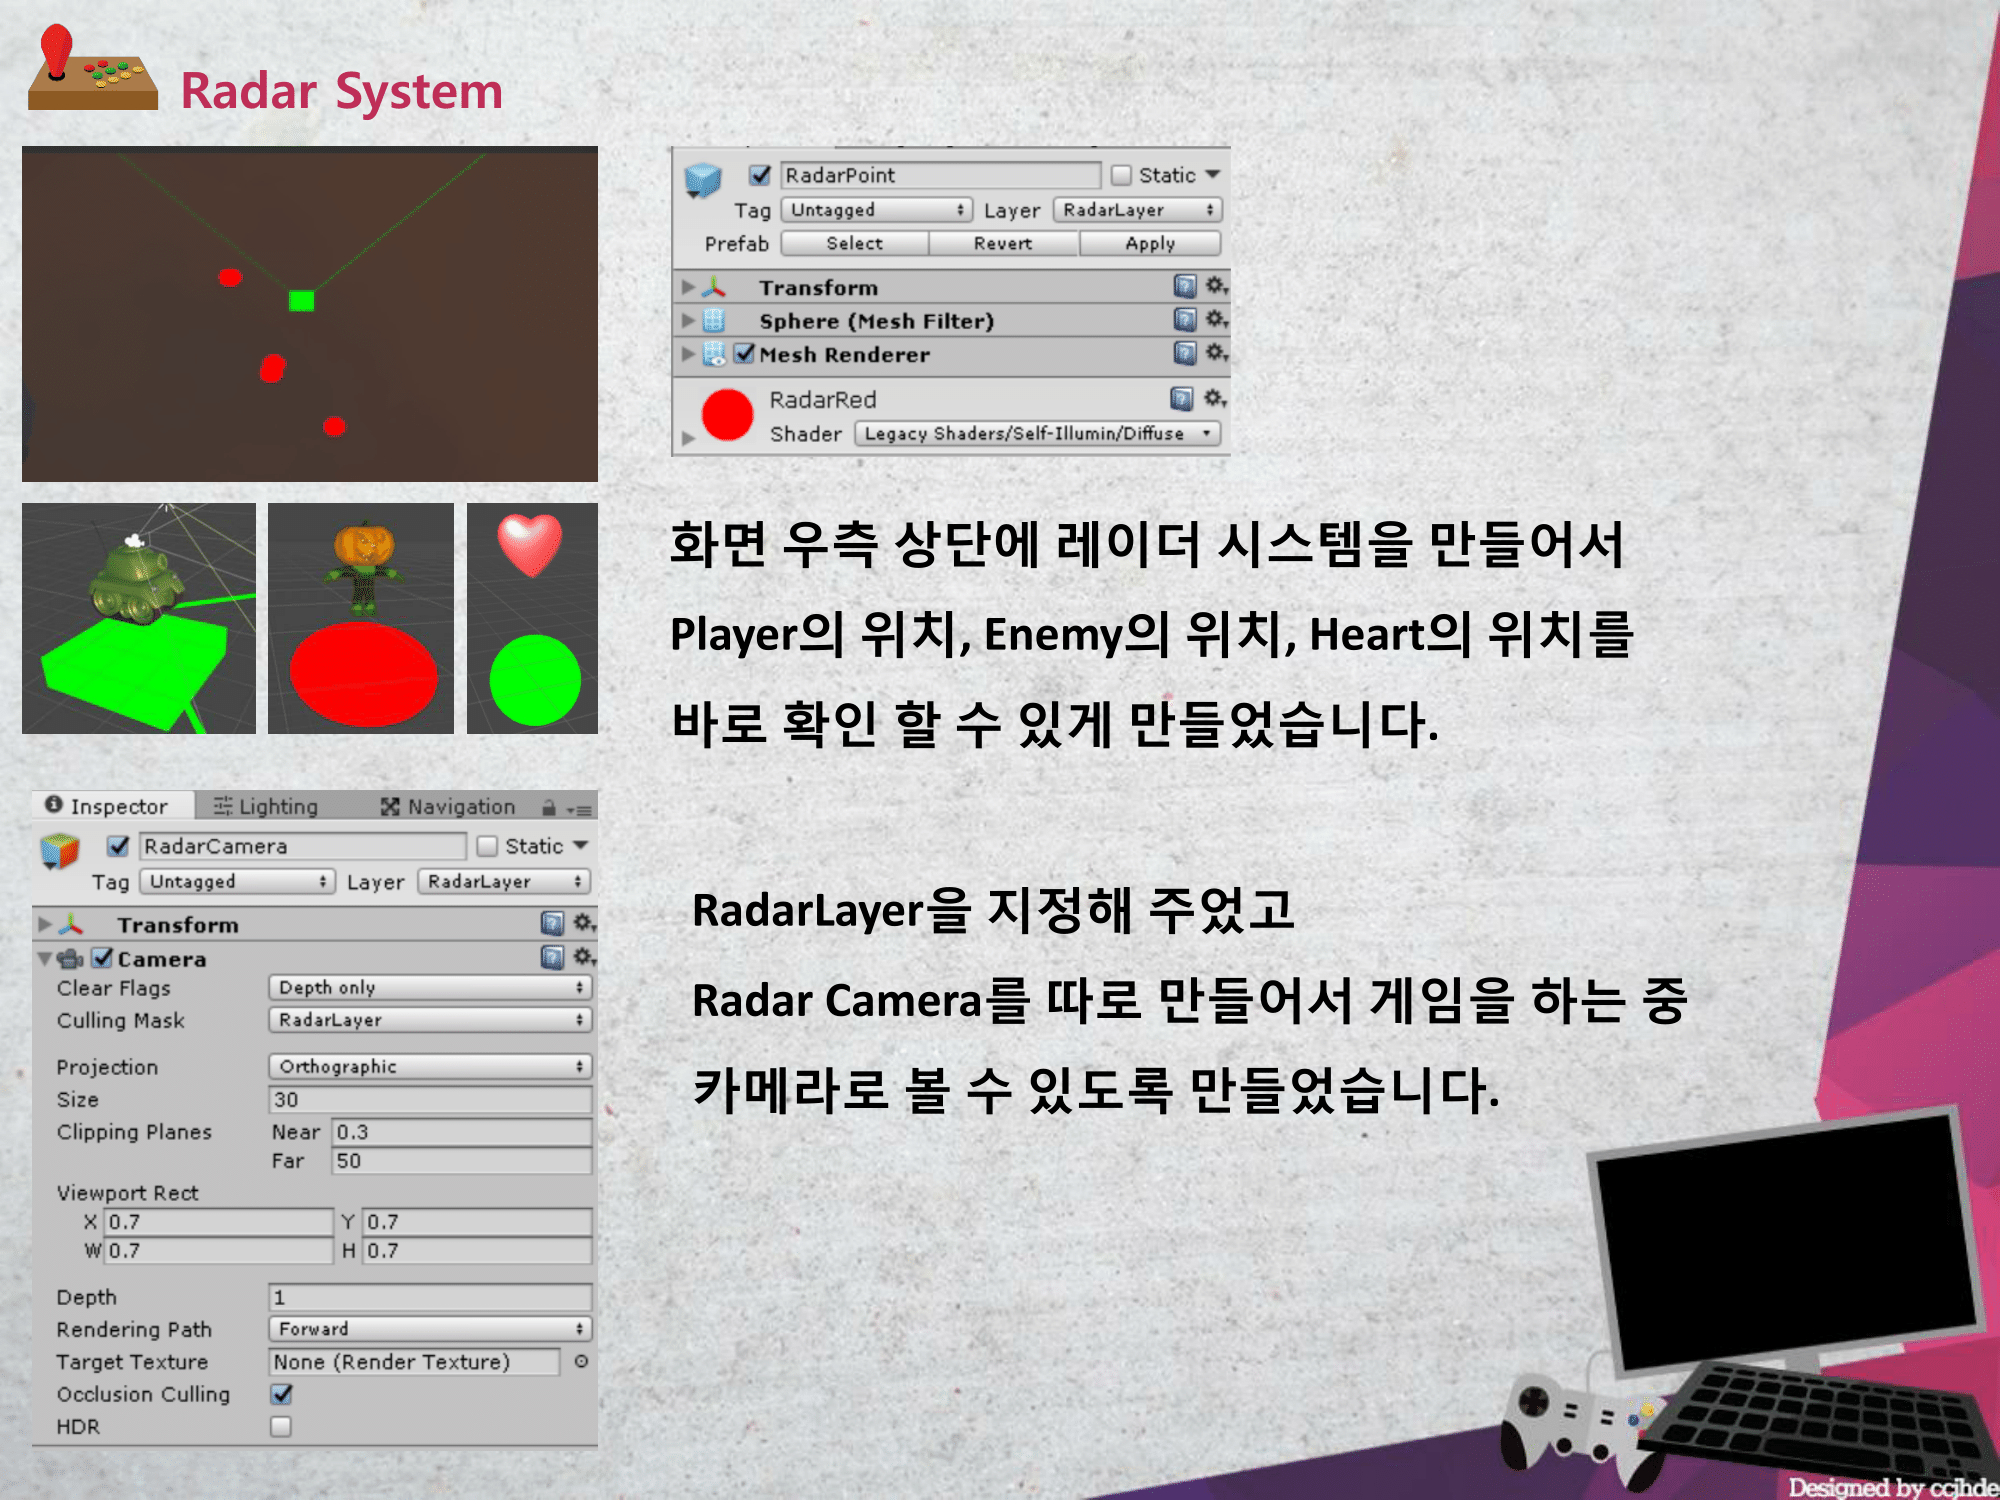 Radar System
RadarPoint
Static
Tag Untagged Layer RadarLayer
Prefab Select Revert Apply
Transform
Sphere (Mesh Filter)
Mesh Renderer
RadarRed
Shader Legacy Shaders/Self-Illumin/Diffuse
화면 우측 상단에 레이더 시스템을 만들어서
Player의 위치, Enemy의 위치, Heart의 위치를
바로 확인 할 수 있게 만들었습니다.
Inspector Lighting Navigation
RadarCamera Static
Tag Untagged Layer RadarLayer
Transform
Camera
Clear Flags Depth only
Culling Mask RadarLayer
Projection Orthographic
Size 30
Clipping Planes Near 0.3
Far 50
Viewport Rect
X 0.7 Y 0.7
W 0.7 H 0.7
Depth 1
Rendering Path Forward
Target Texture None (Render Texture)
Occlusion Culling
HDR
RadarLayer을 지정해 주었고
Radar Camera를 따로 만들어서 게임을 하는 중
카메라로 볼 수 있도록 만들었습니다.
Designed by ccjhde